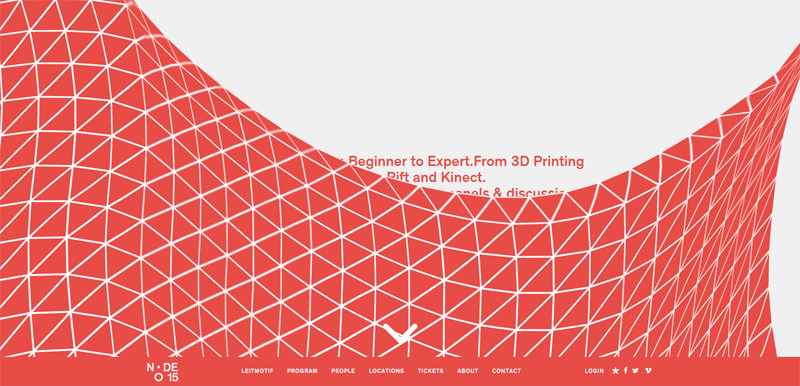 Beginner to Expert.From 3D Printing
Rift and Kinect.
panels &
N•DE
O 15
LEITMOTIF PROGRAM PEOPLE LOCATIONS TICKETS ABOUT CONTACT LOGIN